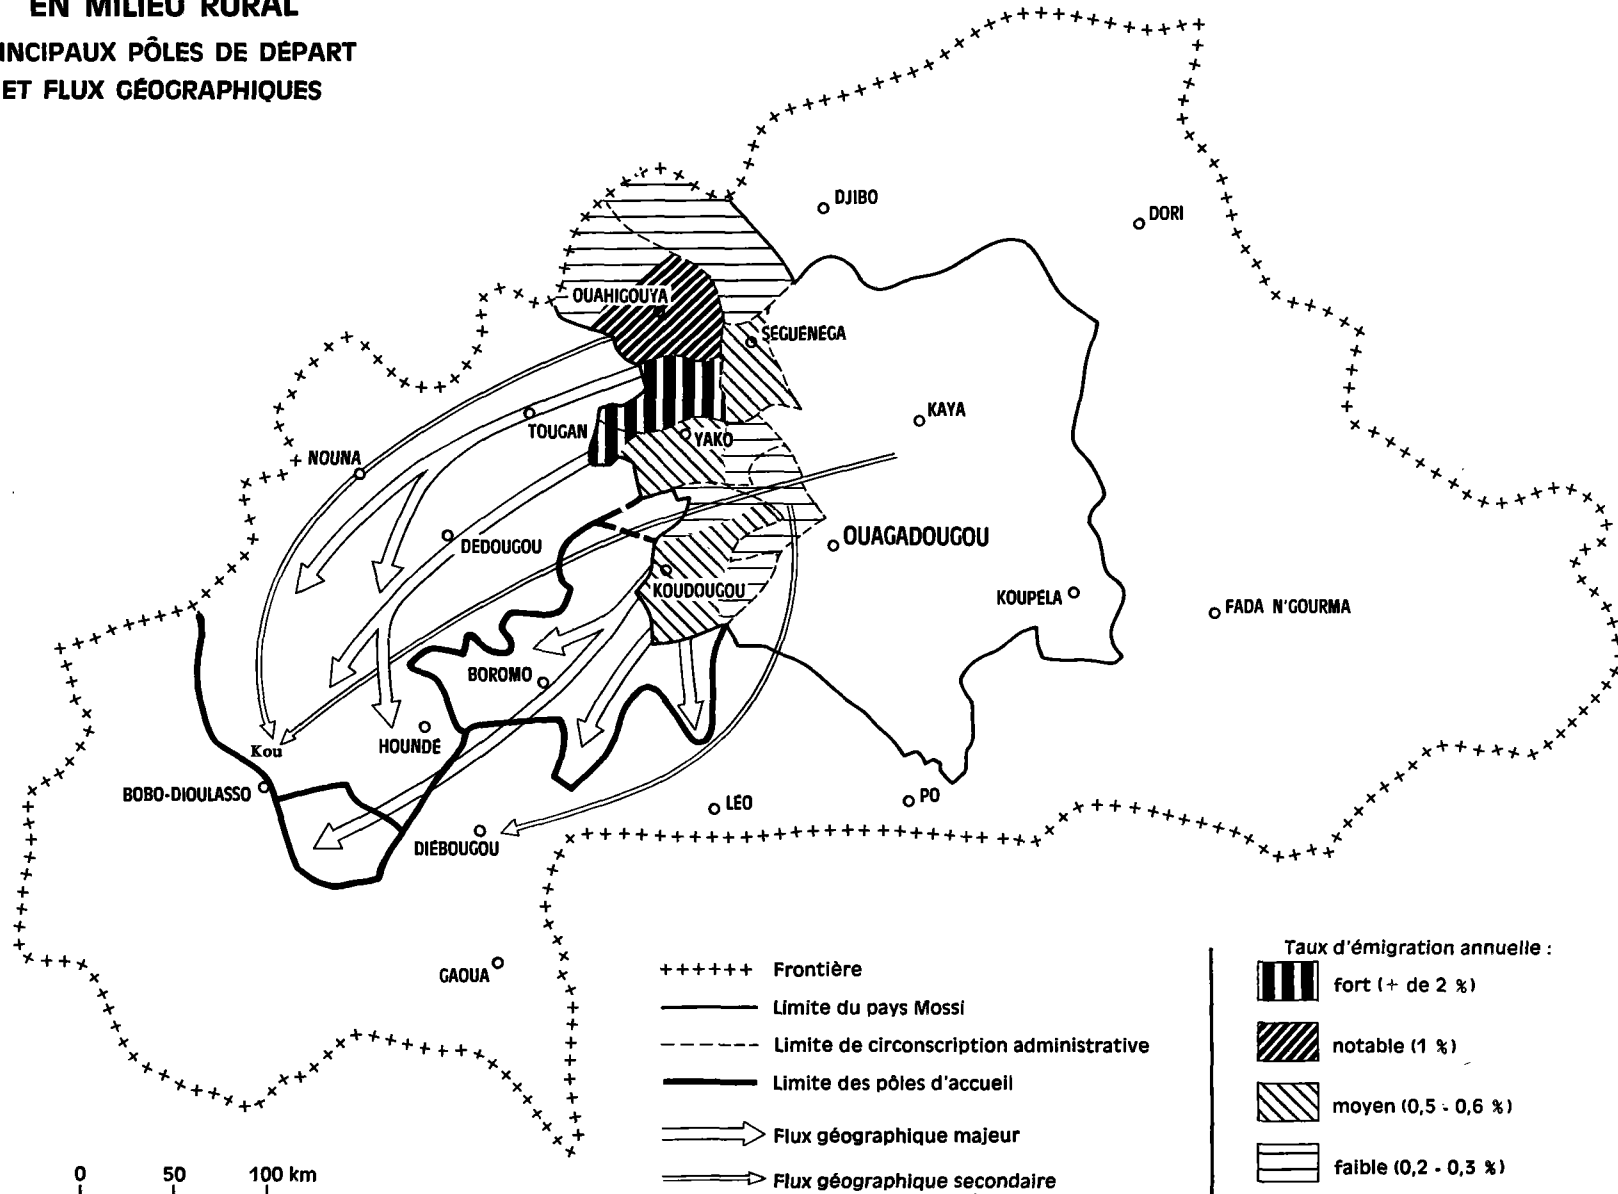 EN MILIEU RURAL
INCIPAUX PÔLES DE DÉPART
ET FLUX GÉOGRAPHIQUES
DJIBO
DORI
OUAHIGOUYA
SEGUENEGA
KAYA
TOUGAN
YAKO
NOUNA
DEDOUGOU
OUAGADOUGOU
KOUDOUGOU
KOUPELA
FADA N'GOURMA
BOROMO
HOUNDE
Kou
BOBO-DIOULASSO
LEO
PO
DIEBOUGOU
GAOUA
++++++ Frontière
Limite du pays Mossi
Limite de circonscription administrative
Limite des pôles d'accueil
Flux géographique majeur
Flux géographique secondaire
Taux d'émigration annuelle :
fort (+ de 2 %)
notable (1 %)
moyen (0,5 - 0,6 %)
faible (0,2 - 0,3 %)
0 50 100 km